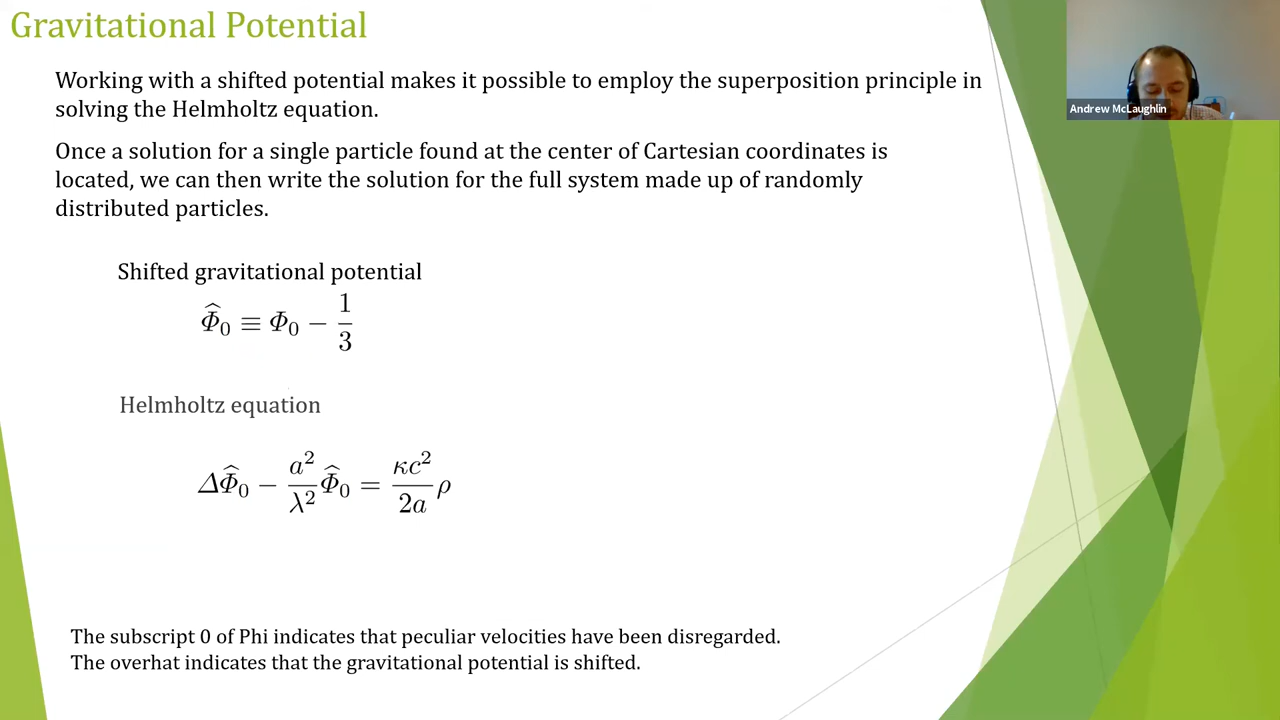 Gravitational Potential
Working with a shifted potential makes it possible to employ the superposition principle in
solving the Helmholtz equation.
Once a solution for a single particle found at the center of Cartesian coordinates is
located, we can then write the solution for the full system made up of randomly
distributed particles.
Shifted gravitational potential
Φ̂₀ ≡ Φ₀ − 1/3
Helmholtz equation
ΔΦ̂₀ − a²/λ² Φ̂₀ = κc²/2a ρ
The subscript 0 of Phi indicates that peculiar velocities have been disregarded.
The overhat indicates that the gravitational potential is shifted.
Andrew McLaughlin